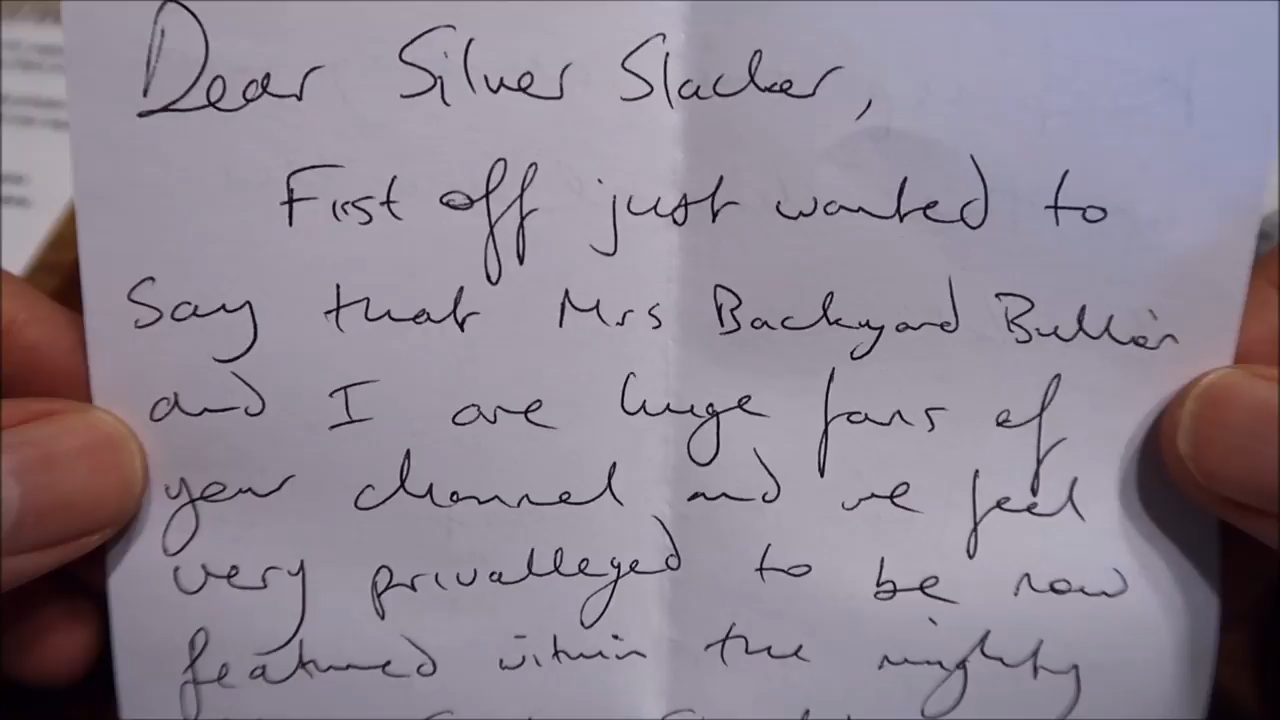 Dear Silver Slacker,
First off just wanted to
Say that Mrs Backyard Bullion
and I are huge fans of
your channel and we feel
very privalleged to be now
featured within the mighty